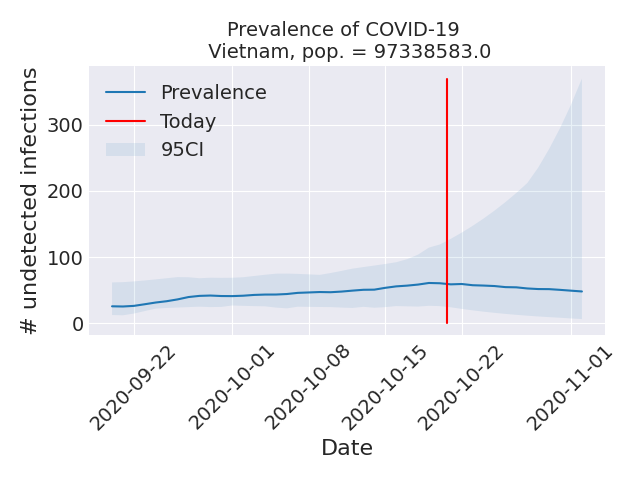 Prevalence of COVID-19
Vietnam, pop. = 97338583.0
Prevalence
Today
95CI
# undetected infections
300
200
100
0
2020-09-22
2020-10-01
2020-10-08
2020-10-15
2020-10-22
2020-11-01
Date